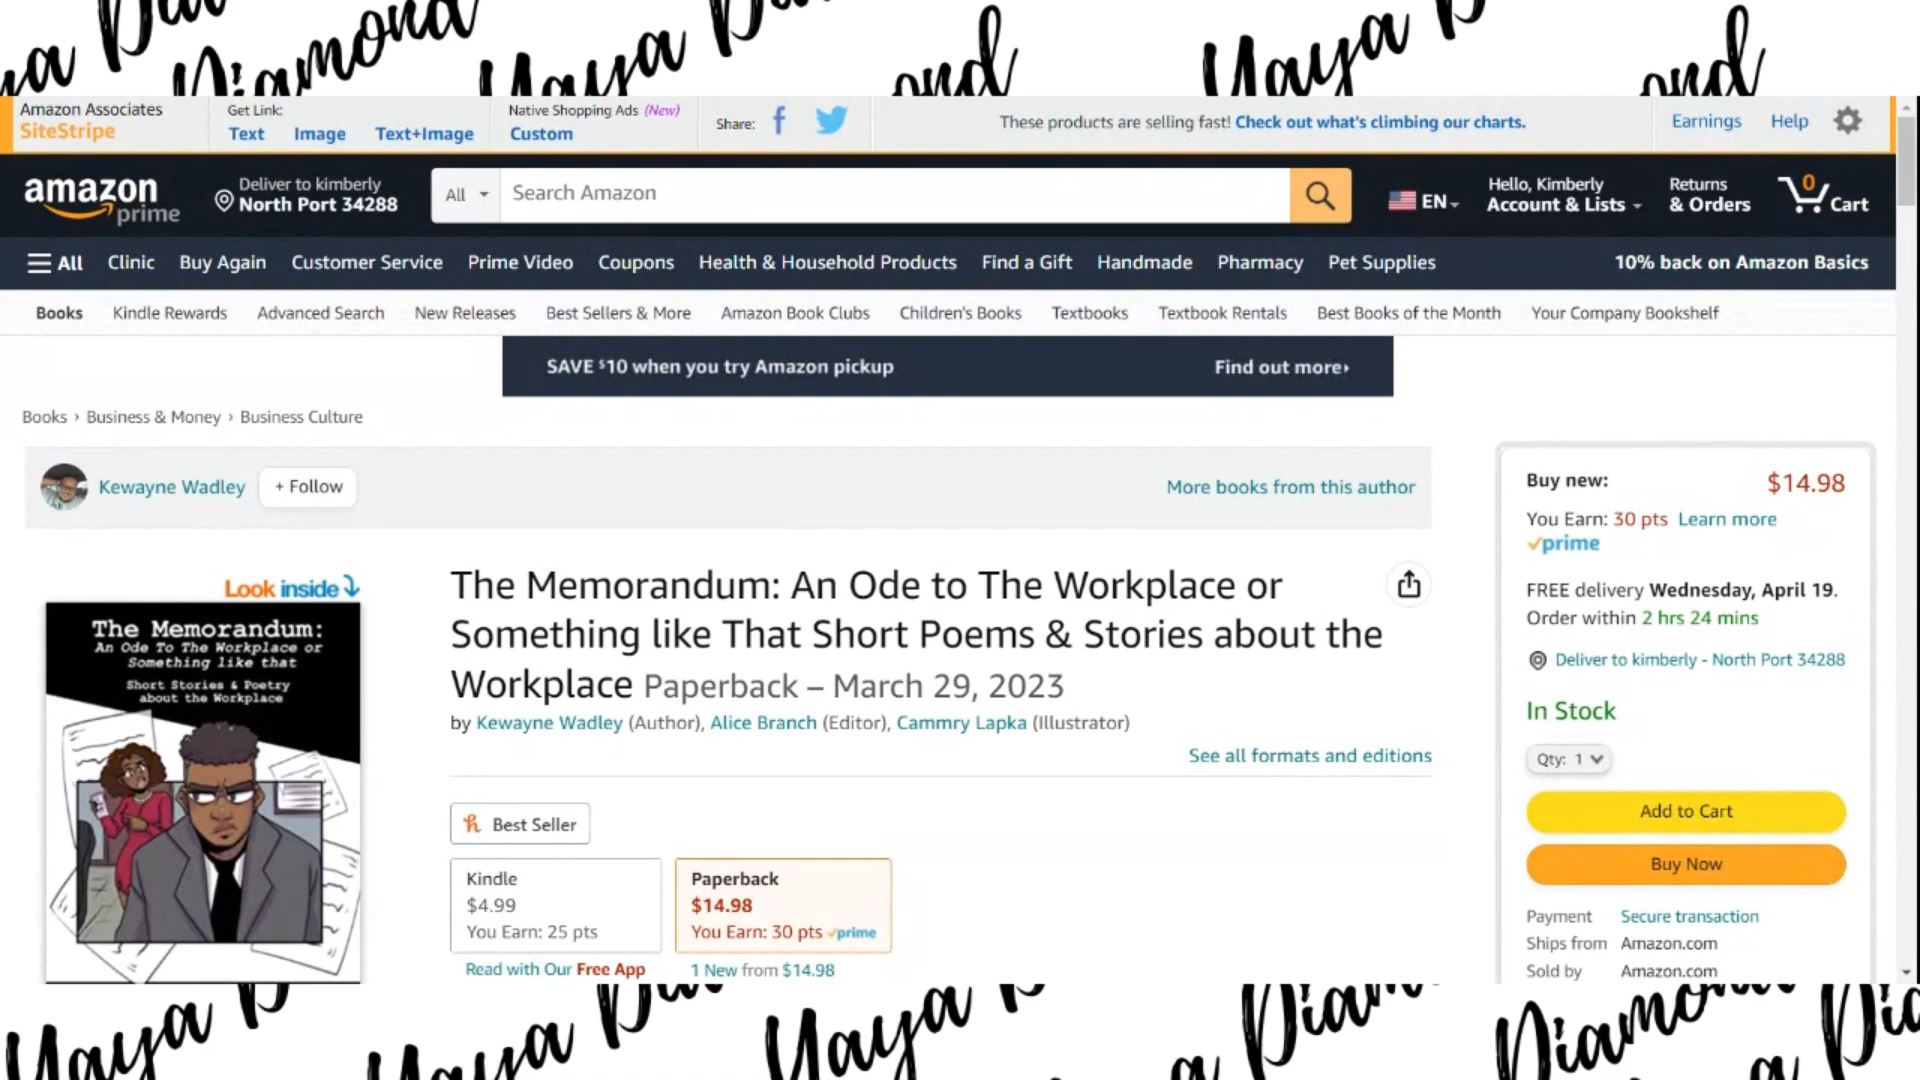 Yaya Diamond
Amazon Associates
SiteStripe
Get Link:
Text Image Text+Image
Native Shopping Ads (New)
Custom
Share:
These products are selling fast! Check out what's climbing our charts.
Earnings Help
amazon prime
Deliver to kimberly
North Port 34288
All
Search Amazon
EN
Hello, Kimberly
Account & Lists
Returns
& Orders
0
Cart
All Clinic Buy Again Customer Service Prime Video Coupons Health & Household Products Find a Gift Handmade Pharmacy Pet Supplies 10% back on Amazon Basics
Books Kindle Rewards Advanced Search New Releases Best Sellers & More Amazon Book Clubs Children's Books Textbooks Textbook Rentals Best Books of the Month Your Company Bookshelf
SAVE $10 when you try Amazon pickup Find out more›
Books › Business & Money › Business Culture
Kewayne Wadley + Follow More books from this author
Look inside
The Memorandum:
An Ode To The Workplace or
Something like that
Short Stories & Poetry
about the Workplace
The Memorandum: An Ode to The Workplace or
Something like That Short Poems & Stories about the
Workplace Paperback – March 29, 2023
by Kewayne Wadley (Author), Alice Branch (Editor), Cammry Lapka (Illustrator)
See all formats and editions
Best Seller
Kindle
$4.99
You Earn: 25 pts
Read with Our Free App
Paperback
$14.98
You Earn: 30 pts prime
1 New from $14.98
Buy new: $14.98
You Earn: 30 pts Learn more
prime
FREE delivery Wednesday, April 19.
Order within 2 hrs 24 mins
Deliver to kimberly - North Port 34288
In Stock
Qty: 1
Add to Cart
Buy Now
Payment Secure transaction
Ships from Amazon.com
Sold by Amazon.com
Yaya Diamond